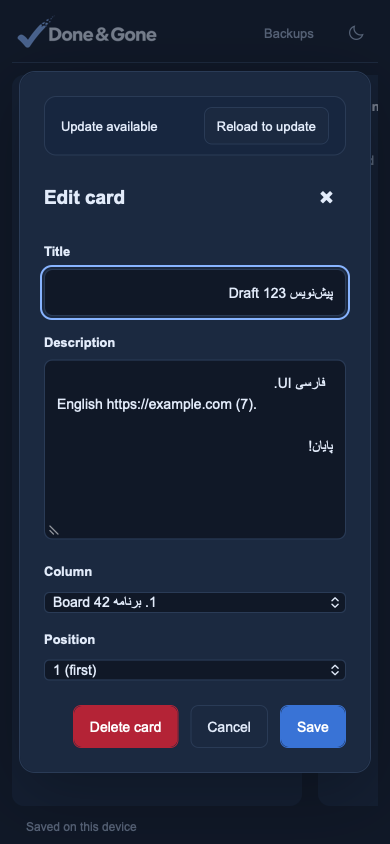 Done & Gone
Backups
Update available
Reload to update
Edit card
✖
Title
پیش‌نویس Draft 123
Description
فارسی UI.
English https://example.com (7).

پایان!
Column
1. برنامه Board 42
Position
1 (first)
Delete card
Cancel
Save
Saved on this device